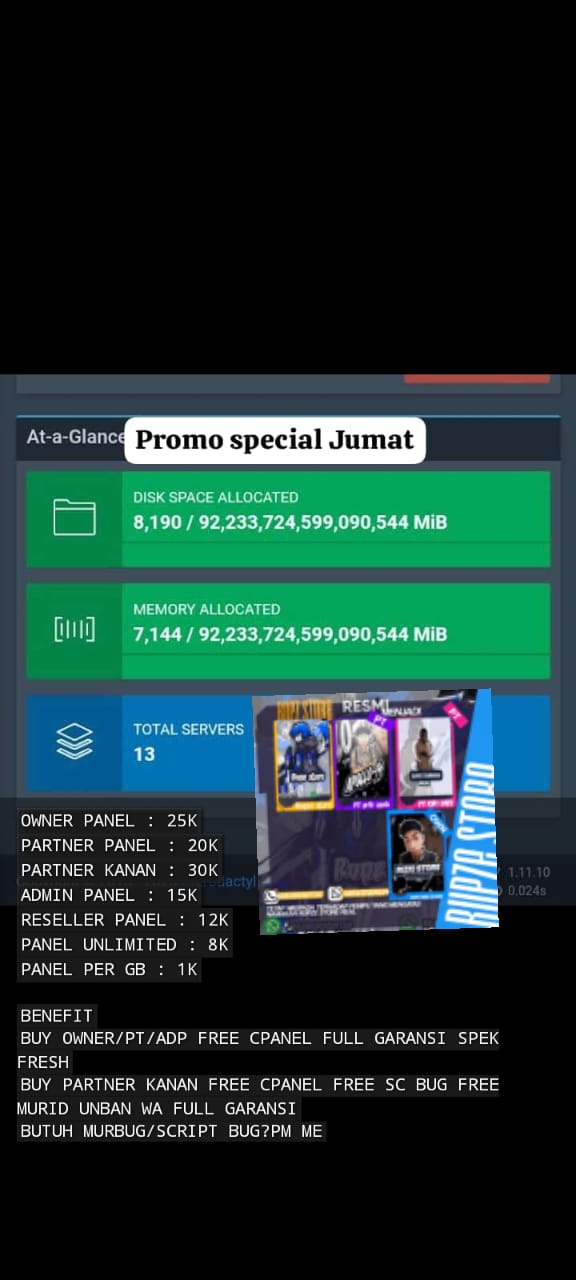 At-a-Glance
Promo special Jumat
DISK SPACE ALLOCATED
8,190 / 92,233,724,599,090,544 MiB
MEMORY ALLOCATED
7,144 / 92,233,724,599,090,544 MiB
TOTAL SERVERS
13
RESMI
MENJADI
PT
PT
OWNER PANEL : 25K
PARTNER PANEL : 20K
PARTNER KANAN : 30K
ADMIN PANEL : 15K
RESELLER PANEL : 12K
PANEL UNLIMITED : 8K
PANEL PER GB : 1K
1.11.10
0.024s
BENEFIT
BUY OWNER/PT/ADP FREE CPANEL FULL GARANSI SPEK
FRESH
BUY PARTNER KANAN FREE CPANEL FREE SC BUG FREE
MURID UNBAN WA FULL GARANSI
BUTUH MURBUG/SCRIPT BUG?PM ME